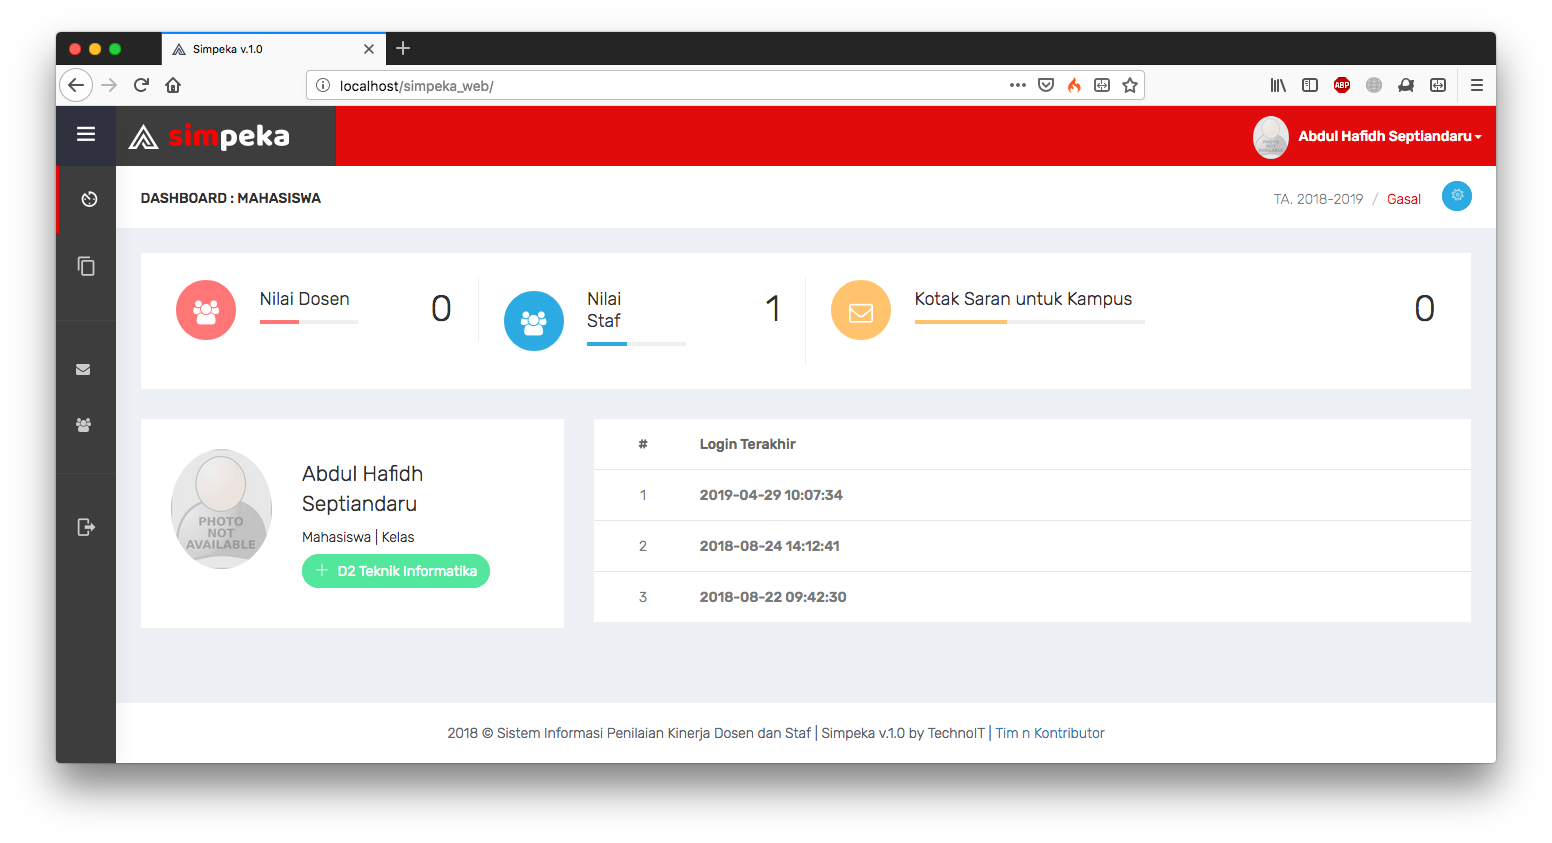 Simpeka v.1.0
localhost/simpeka_web/
ABP
simpeka
Abdul Hafidh Septiandaru
DASHBOARD : MAHASISWA
TA. 2018-2019 / Gasal
Nilai Dosen
0
Nilai
Staf
1
Kotak Saran untuk Kampus
0
PHOTO
NOT
AVAILABLE
Abdul Hafidh
Septiandaru
Mahasiswa | Kelas
D2 Teknik Informatika
# Login Terakhir
1 2019-04-29 10:07:34
2 2018-08-24 14:12:41
3 2018-08-22 09:42:30
2018 © Sistem Informasi Penilaian Kinerja Dosen dan Staf | Simpeka v.1.0 by TechnoIT | Tim n Kontributor